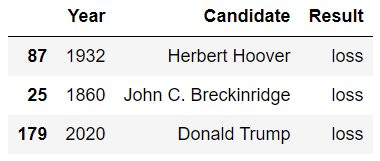 Year Candidate Result
87 1932 Herbert Hoover loss
25 1860 John C. Breckinridge loss
179 2020 Donald Trump loss